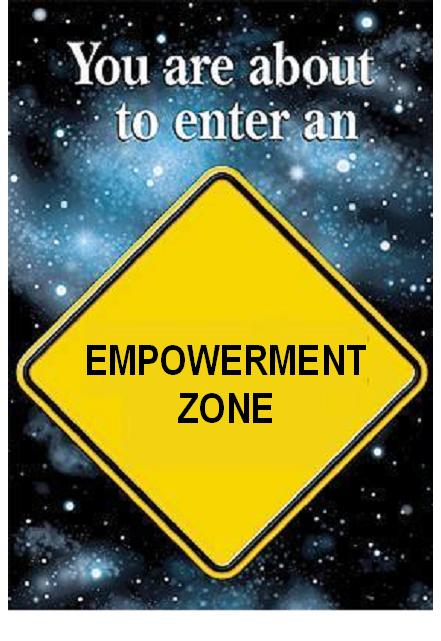 You are about
to enter an
EMPOWERMENT
ZONE